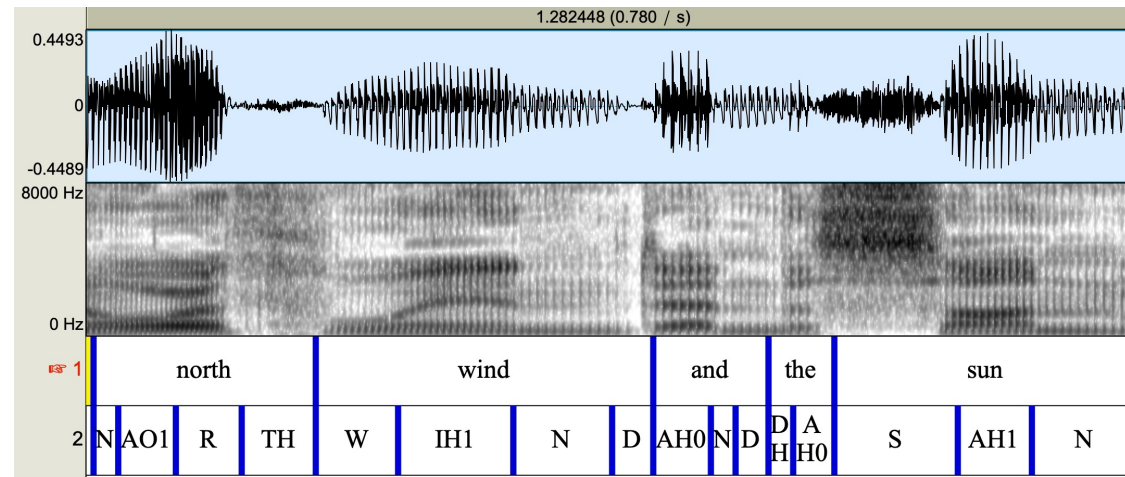 1.282448 (0.780 / s)
0.4493
0
-0.4489
8000 Hz
0 Hz
☞ 1 north wind and the sun
2 N AO1 R TH W IH1 N D AH0 N D DH AH0 S AH1 N